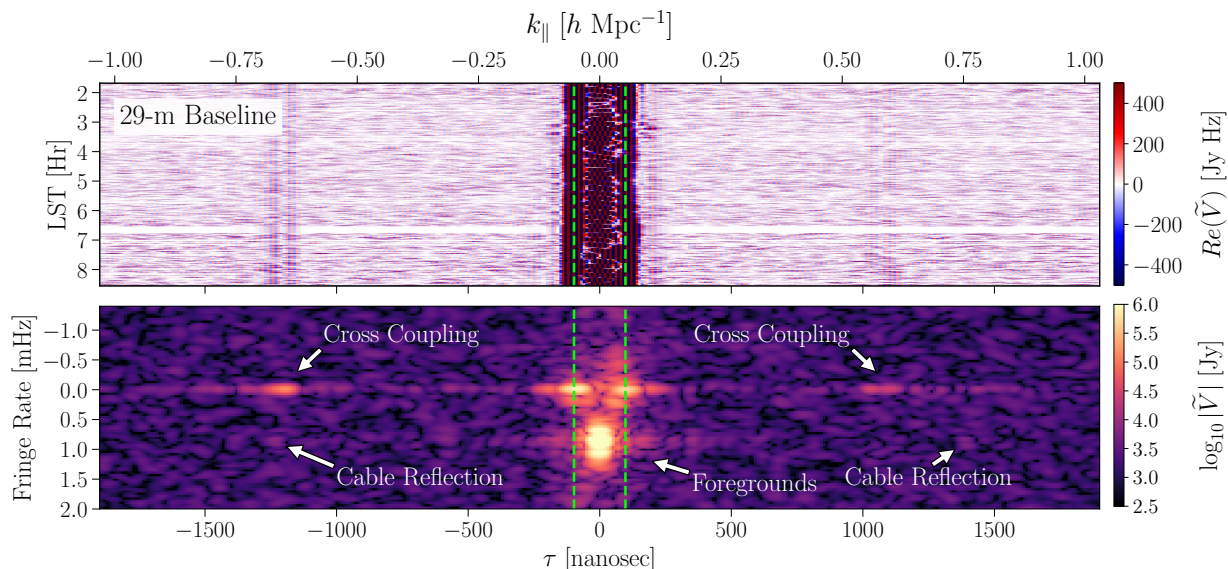 k∥ [h Mpc⁻¹]
−1.00 −0.75 −0.50 −0.25 0.00 0.25 0.50 0.75 1.00
29-m Baseline
LST [Hr]
2
3
4
5
6
7
8
400
200
0
−200
−400
Re(Ṽ) [Jy Hz]
Fringe Rate [mHz]
−1.0
−0.5
0.0
0.5
1.0
1.5
2.0
Cross Coupling
Cross Coupling
Cable Reflection
Foregrounds
Cable Reflection
6.0
5.5
5.0
4.5
4.0
3.5
3.0
2.5
log₁₀|Ṽ| [Jy]
−1500 −1000 −500 0 500 1000 1500
τ [nanosec]